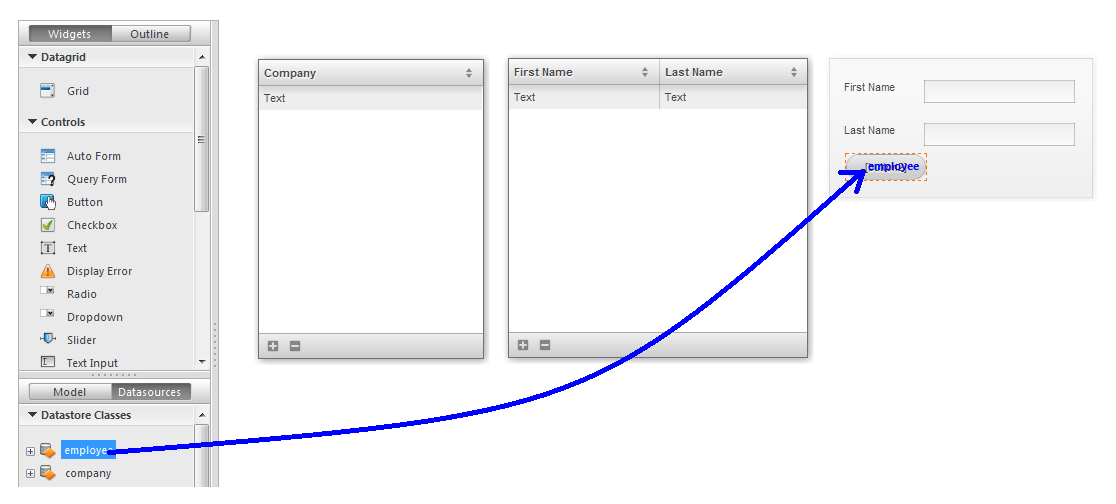 Widgets Outline
Datagrid
Grid
Controls
Auto Form
Query Form
Button
Checkbox
Text
Display Error
Radio
Dropdown
Slider
Text Input
Model Datasources
Datastore Classes
employe
company
Company
Text
First Name Last Name
Text Text
First Name
Last Name
employee